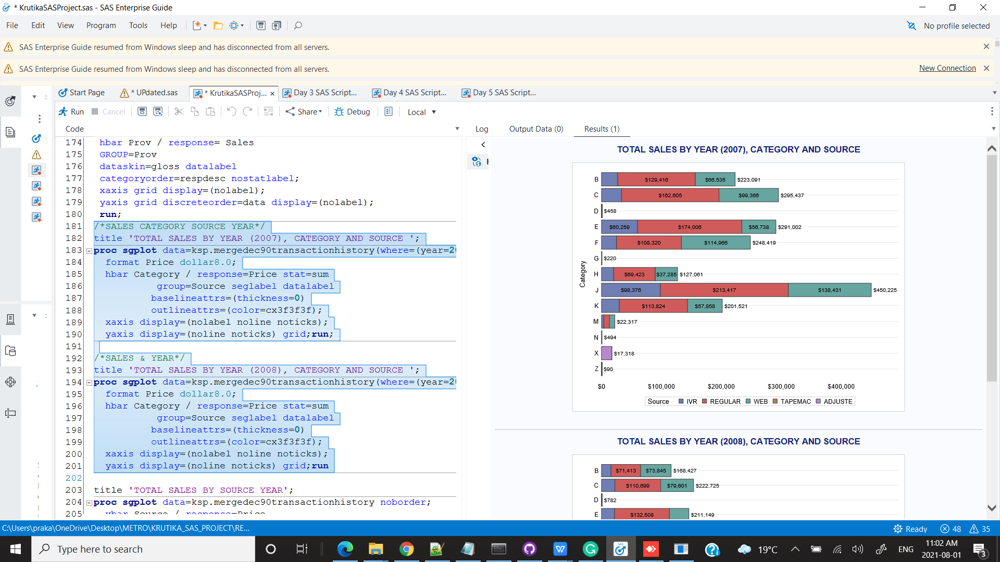 * KrutikaSASProject.sas - SAS Enterprise Guide
File Edit View Program Tools Help
No profile selected
SAS Enterprise Guide resumed from Windows sleep and has disconnected from all servers.
SAS Enterprise Guide resumed from Windows sleep and has disconnected from all servers.
New Connection
Start Page * UPdated.sas * KrutikaSASProj... Day 3 SAS Script... Day 4 SAS Script... Day 5 SAS Script...
Run Cancel Share Debug Local
Code
174 hbar Prov / response= Sales
175 GROUP=Prov
176 dataskin=gloss datalabel
177 categoryorder=respdesc nostatlabel;
178 xaxis grid display=(nolabel);
179 yaxis grid discreteorder=data display=(nolabel);
180 run;
181 /*SALES CATEGORY SOURCE YEAR*/
182 title 'TOTAL SALES BY YEAR (2007), CATEGORY AND SOURCE ';
183 proc sgplot data=ksp.mergedec90transactionhistory(where=(year=20
184 format Price dollar8.0;
185 hbar Category / response=Price stat=sum
186 group=Source seglabel datalabel
187 baselineattrs=(thickness=0)
188 outlineattrs=(color=cx3f3f3f);
189 xaxis display=(nolabel noline noticks);
190 yaxis display=(noline noticks) grid;run;
191
192 /*SALES & YEAR*/
193 title 'TOTAL SALES BY YEAR (2008), CATEGORY AND SOURCE ';
194 proc sgplot data=ksp.mergedec90transactionhistory(where=(year=20
195 format Price dollar8.0;
196 hbar Category / response=Price stat=sum
197 group=Source seglabel datalabel
198 baselineattrs=(thickness=0)
199 outlineattrs=(color=cx3f3f3f);
200 xaxis display=(nolabel noline noticks);
201 yaxis display=(noline noticks) grid;run
202
203 title 'TOTAL SALES BY SOURCE YEAR';
204 proc sgplot data=ksp.mergedec90transactionhistory noborder;
205 vbar Source / response=Price
Log Output Data (0) Results (1)
TOTAL SALES BY YEAR (2007), CATEGORY AND SOURCE
Category
B $129,416 $66,535 $223,091
C $162,605 $99,366 $295,437
D $458
E $60,259 $174,006 $56,738 $291,002
F $108,320 $114,966 $248,419
G $220
H $69,423 $37,285 $127,061
J $98,376 $213,417 $138,431 $450,225
K $113,824 $57,858 $201,521
M $22,317
N $494
X $17,318
Z $90
$0 $100,000 $200,000 $300,000 $400,000
Source IVR REGULAR WEB TAPEMAC ADJUSTE
TOTAL SALES BY YEAR (2008), CATEGORY AND SOURCE
B $71,413 $73,845 $168,427
C $110,699 $79,601 $222,725
D $782
E $132,508 $211,149
C:\Users\praka\OneDrive\Desktop\METRO\KRUTIKA_SAS_PROJECT\RE...
Ready 48 35
Type here to search
19°C ENG
11:02 AM
2021-08-01
3